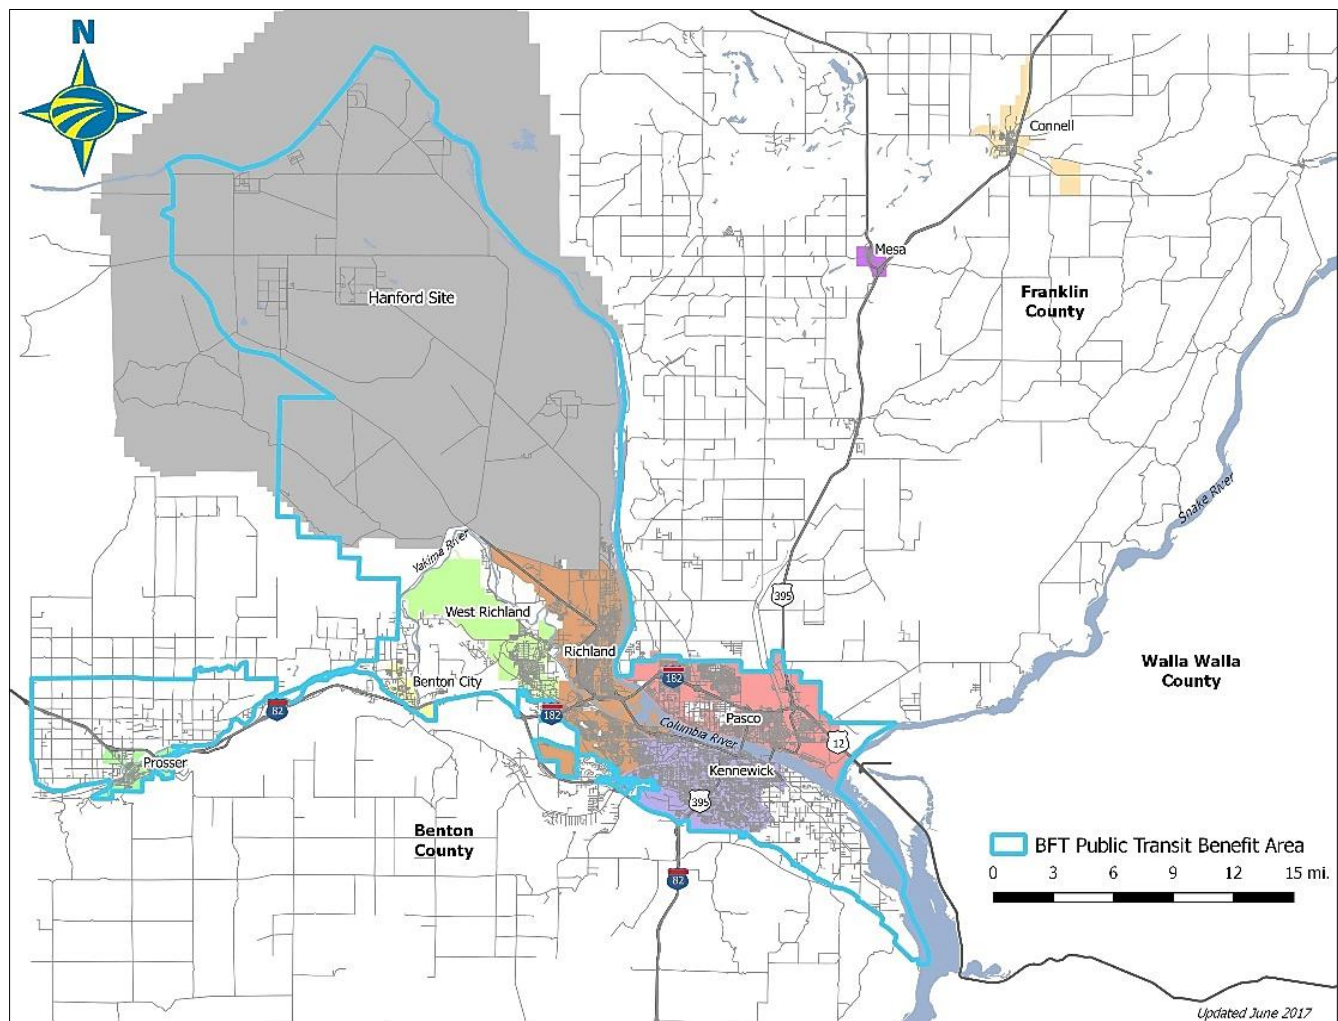 N
Connell
Mesa
Franklin
County
Hanford Site
Snake River
Yakima River
West Richland
395
Richland
Walla Walla
County
182
Benton City
82
182
Pasco
Columbia River
12
Prosser
Kennewick
395
Benton
County
BFT Public Transit Benefit Area
82
0 3 6 9 12 15 mi.
Updated June 2017